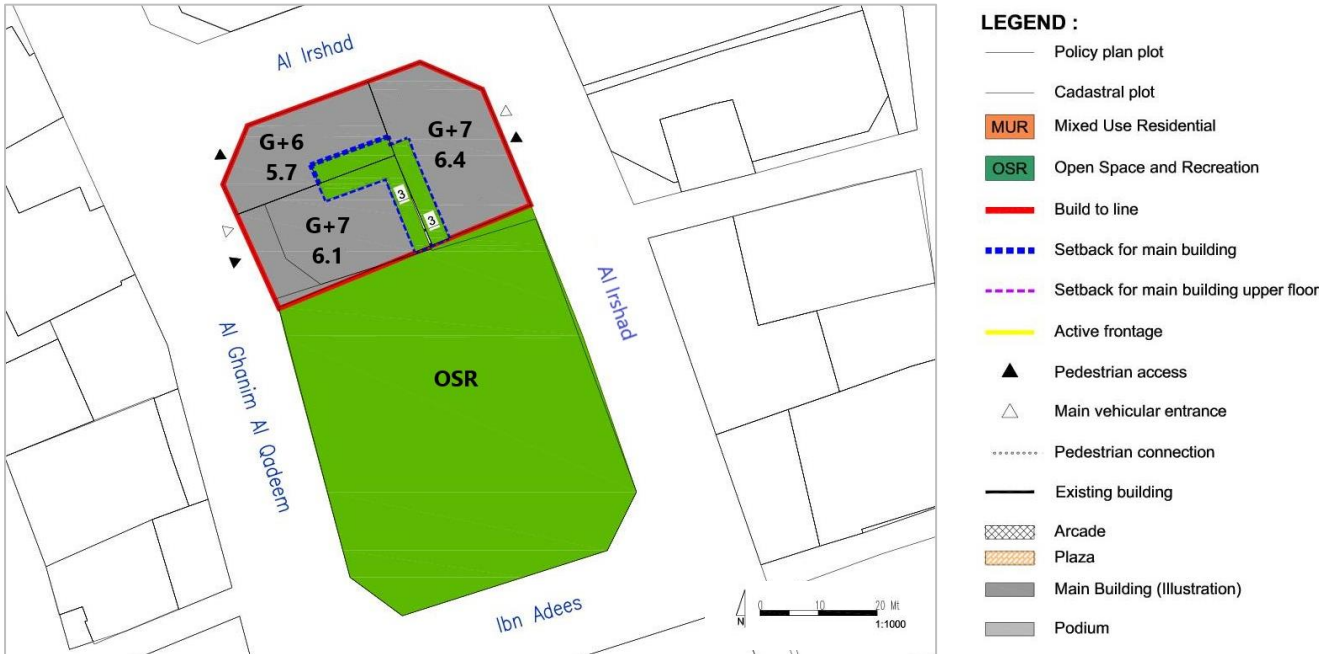 Al Irshad
G+6
5.7
G+7
6.4
G+7
6.1
3
3
Al Irshad
Al Ghanim Al Qadeem
OSR
Ibn Adees
N
0 10 20 Mt
1:1000
LEGEND :
Policy plan plot
Cadastral plot
MUR Mixed Use Residential
OSR Open Space and Recreation
Build to line
Setback for main building
Setback for main building upper floor
Active frontage
Pedestrian access
Main vehicular entrance
Pedestrian connection
Existing building
Arcade
Plaza
Main Building (Illustration)
Podium